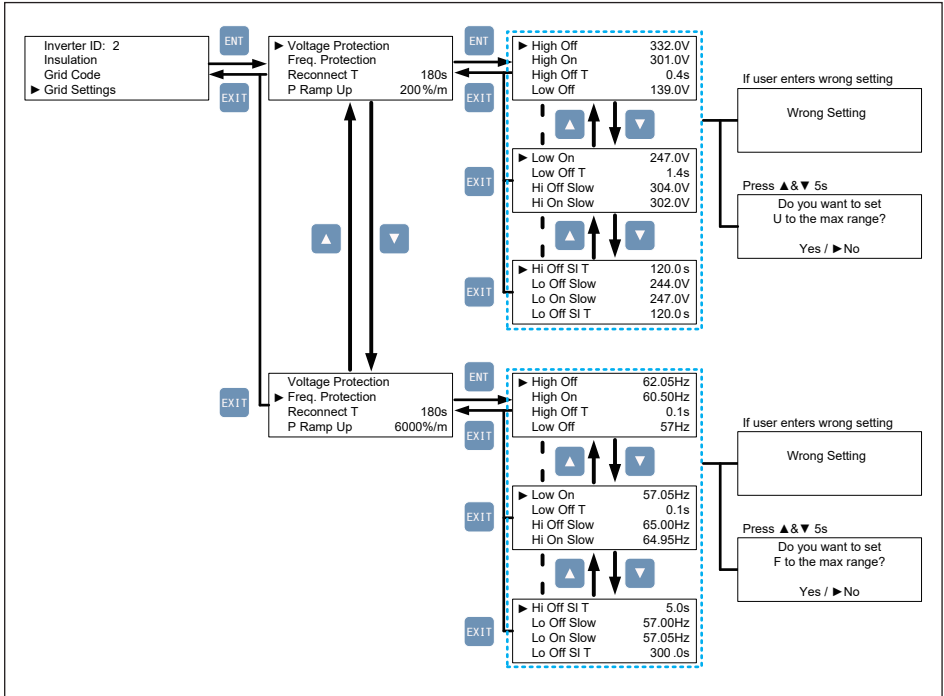 Inverter ID: 2
Insulation
Grid Code
▶ Grid Settings
ENT
EXIT
▶ Voltage Protection
Freq. Protection
Reconnect T 180s
P Ramp Up 200%/m
ENT
EXIT
▶ High Off 332.0V
High On 301.0V
High Off T 0.4s
Low Off 139.0V
▲ ▼
EXIT
▶ Low On 247.0V
Low Off T 1.4s
Hi Off Slow 304.0V
Hi On Slow 302.0V
▲ ▼
EXIT
▶ Hi Off Sl T 120.0 s
Lo Off Slow 244.0V
Lo On Slow 247.0V
Lo Off Sl T 120.0 s
If user enters wrong setting
Wrong Setting
Press ▲&▼ 5s
Do you want to set
U to the max range?
Yes / ▶No
▲ ▼
EXIT
Voltage Protection
▶ Freq. Protection
Reconnect T 180s
P Ramp Up 6000%/m
ENT
EXIT
▶ High Off 62.05Hz
High On 60.50Hz
High Off T 0.1s
Low Off 57Hz
▲ ▼
EXIT
▶ Low On 57.05Hz
Low Off T 0.1s
Hi Off Slow 65.00Hz
Hi On Slow 64.95Hz
▲ ▼
EXIT
▶ Hi Off Sl T 5.0s
Lo Off Slow 57.00Hz
Lo On Slow 57.05Hz
Lo Off Sl T 300 .0s
If user enters wrong setting
Wrong Setting
Press ▲&▼ 5s
Do you want to set
F to the max range?
Yes / ▶No